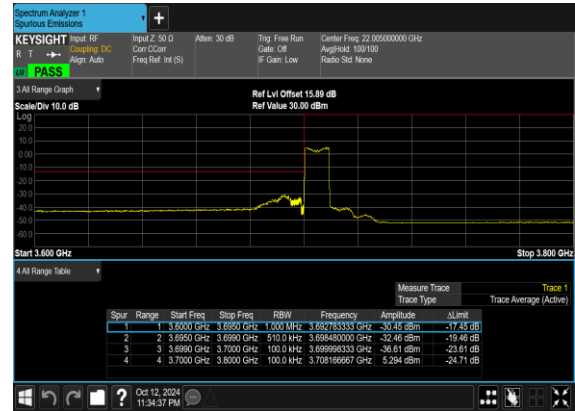 Spectrum Analyzer 1
Spurious Emissions
+
KEYSIGHT Input: RF Input Z: 50 Ω Atten: 30 dB Trig: Free Run Center Freq: 22.005000000 GHz
R T Coupling: DC Corr CCorr Gate: Off Avg|Hold: 100/100
Align: Auto Freq Ref: Int (S) IF Gain: Low Radio Std: None
LXI PASS
3 All Range Graph
Ref Lvl Offset 15.89 dB
Scale/Div 10.0 dB Ref Value 30.00 dBm
Log
20.0
10.0
0.00
-10.0
-20.0
-30.0
-40.0
-50.0
-60.0
Start 3.600 GHz Stop 3.800 GHz
4 All Range Table
Measure Trace Trace 1
Trace Type Trace Average (Active)
Spur Range Start Freq Stop Freq RBW Frequency Amplitude ΔLimit
1 1 3.6000 GHz 3.6950 GHz 1.000 MHz 3.692783333 GHz -30.45 dBm -17.45 dB
2 2 3.6950 GHz 3.6990 GHz 510.0 kHz 3.698480000 GHz -32.46 dBm -19.46 dB
3 3 3.6990 GHz 3.7000 GHz 100.0 kHz 3.699998333 GHz -36.61 dBm -23.61 dB
4 4 3.7000 GHz 3.8000 GHz 100.0 kHz 3.708166667 GHz 5.294 dBm -24.71 dB
? Oct 12, 2024
11:34:37 PM